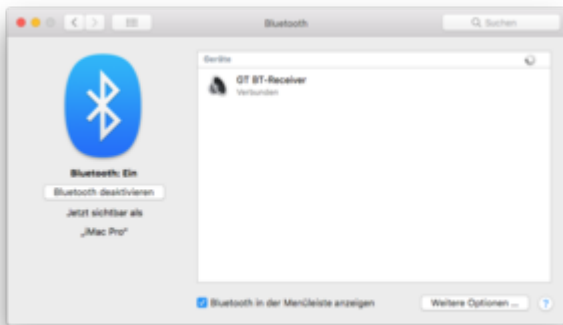 Bluetooth
Suchen
Geräte
GT BT-Receiver
Verbunden
Bluetooth: Ein
Bluetooth deaktivieren
Jetzt sichtbar als
„iMac Pro“
Bluetooth in der Menüleiste anzeigen
Weitere Optionen ...
?